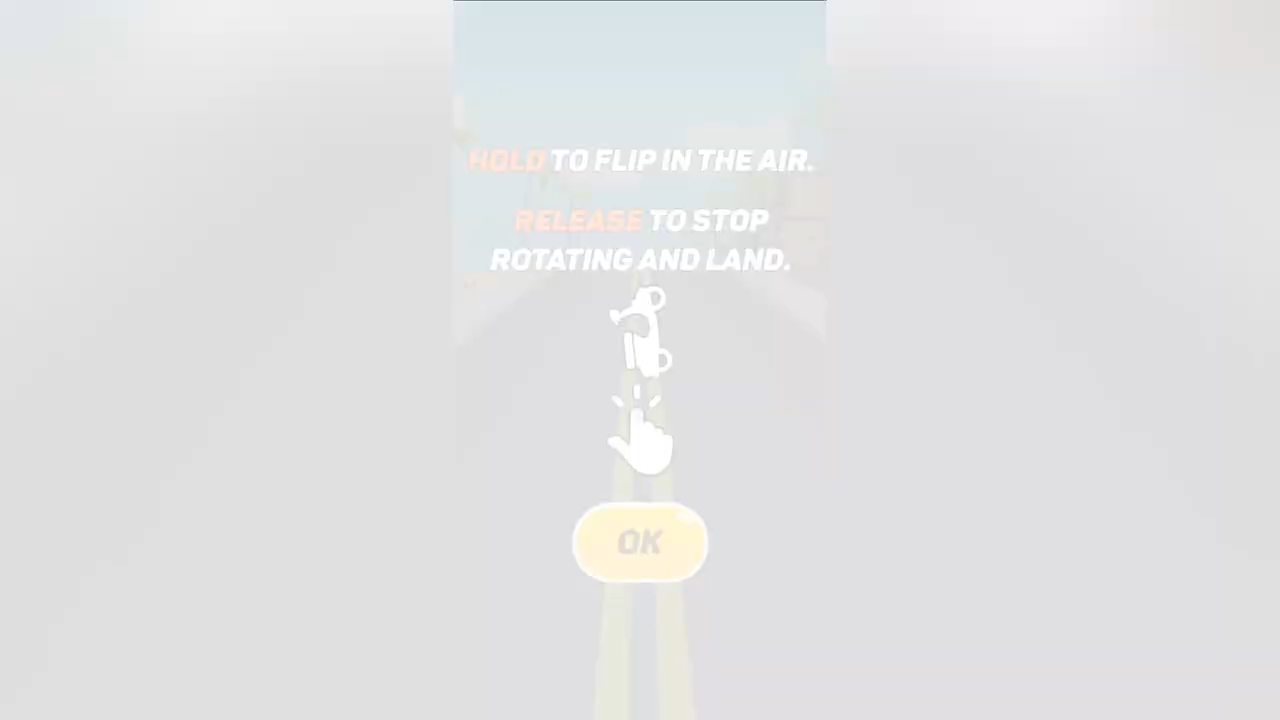 HOLD TO FLIP IN THE AIR.
RELEASE TO STOP
ROTATING AND LAND.
OK